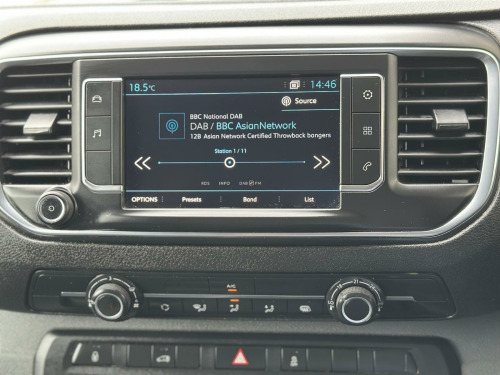 18.5°C
14:46
Source
BBC National DAB
DAB / BBC AsianNetwork
12B Asian Network Certified Throwback bangers
Station 1 / 11
RDS INFO DAB FM
OPTIONS Presets Band List
A/C